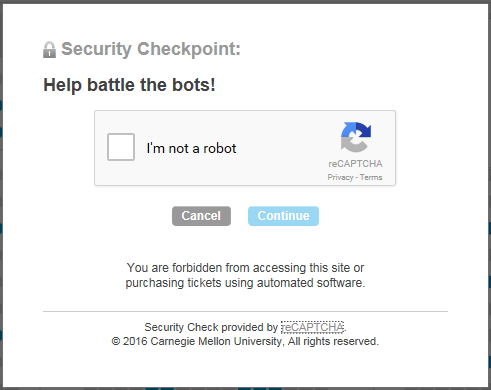 Security Checkpoint:
Help battle the bots!
I'm not a robot
reCAPTCHA
Privacy - Terms
Cancel
Continue
You are forbidden from accessing this site or
purchasing tickets using automated software.
Security Check provided by reCAPTCHA.
© 2016 Carnegie Mellon University, All rights reserved.